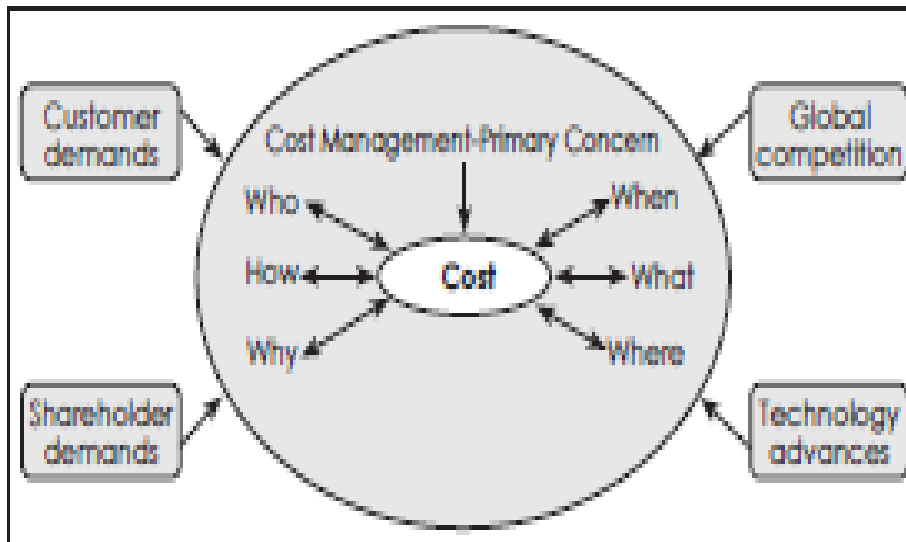 Customer
demands
Global
competition
Cost Management-Primary Concern
Who
When
How
Cost
What
Why
Where
Shareholder
demands
Technology
advances